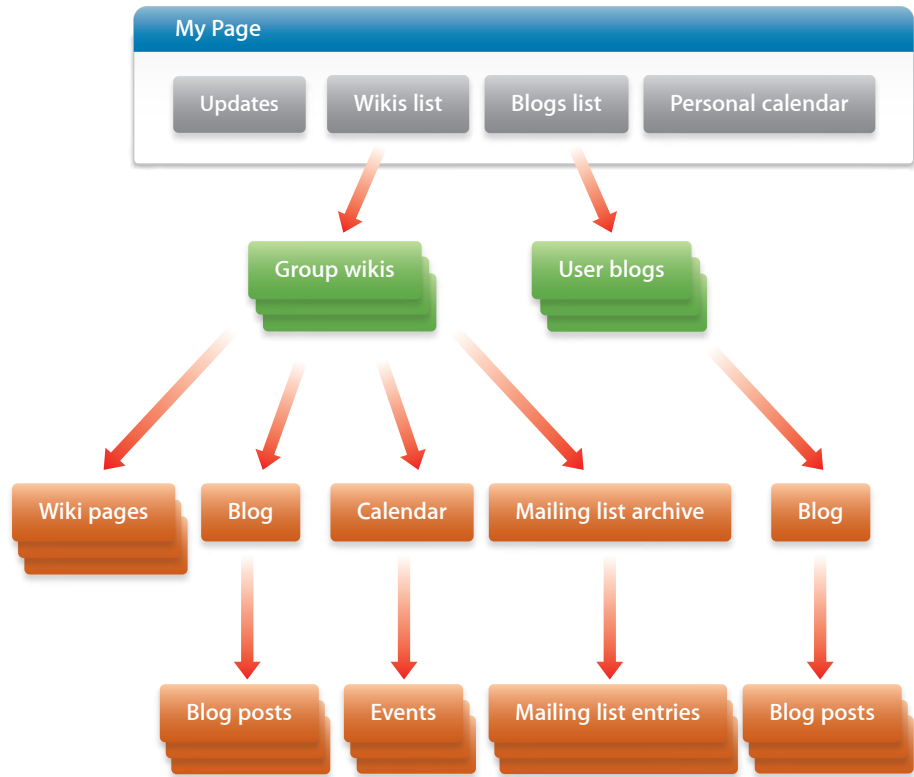 My Page
Updates
Wikis list
Blogs list
Personal calendar
Group wikis
User blogs
Wiki pages
Blog
Calendar
Mailing list archive
Blog
Blog posts
Events
Mailing list entries
Blog posts